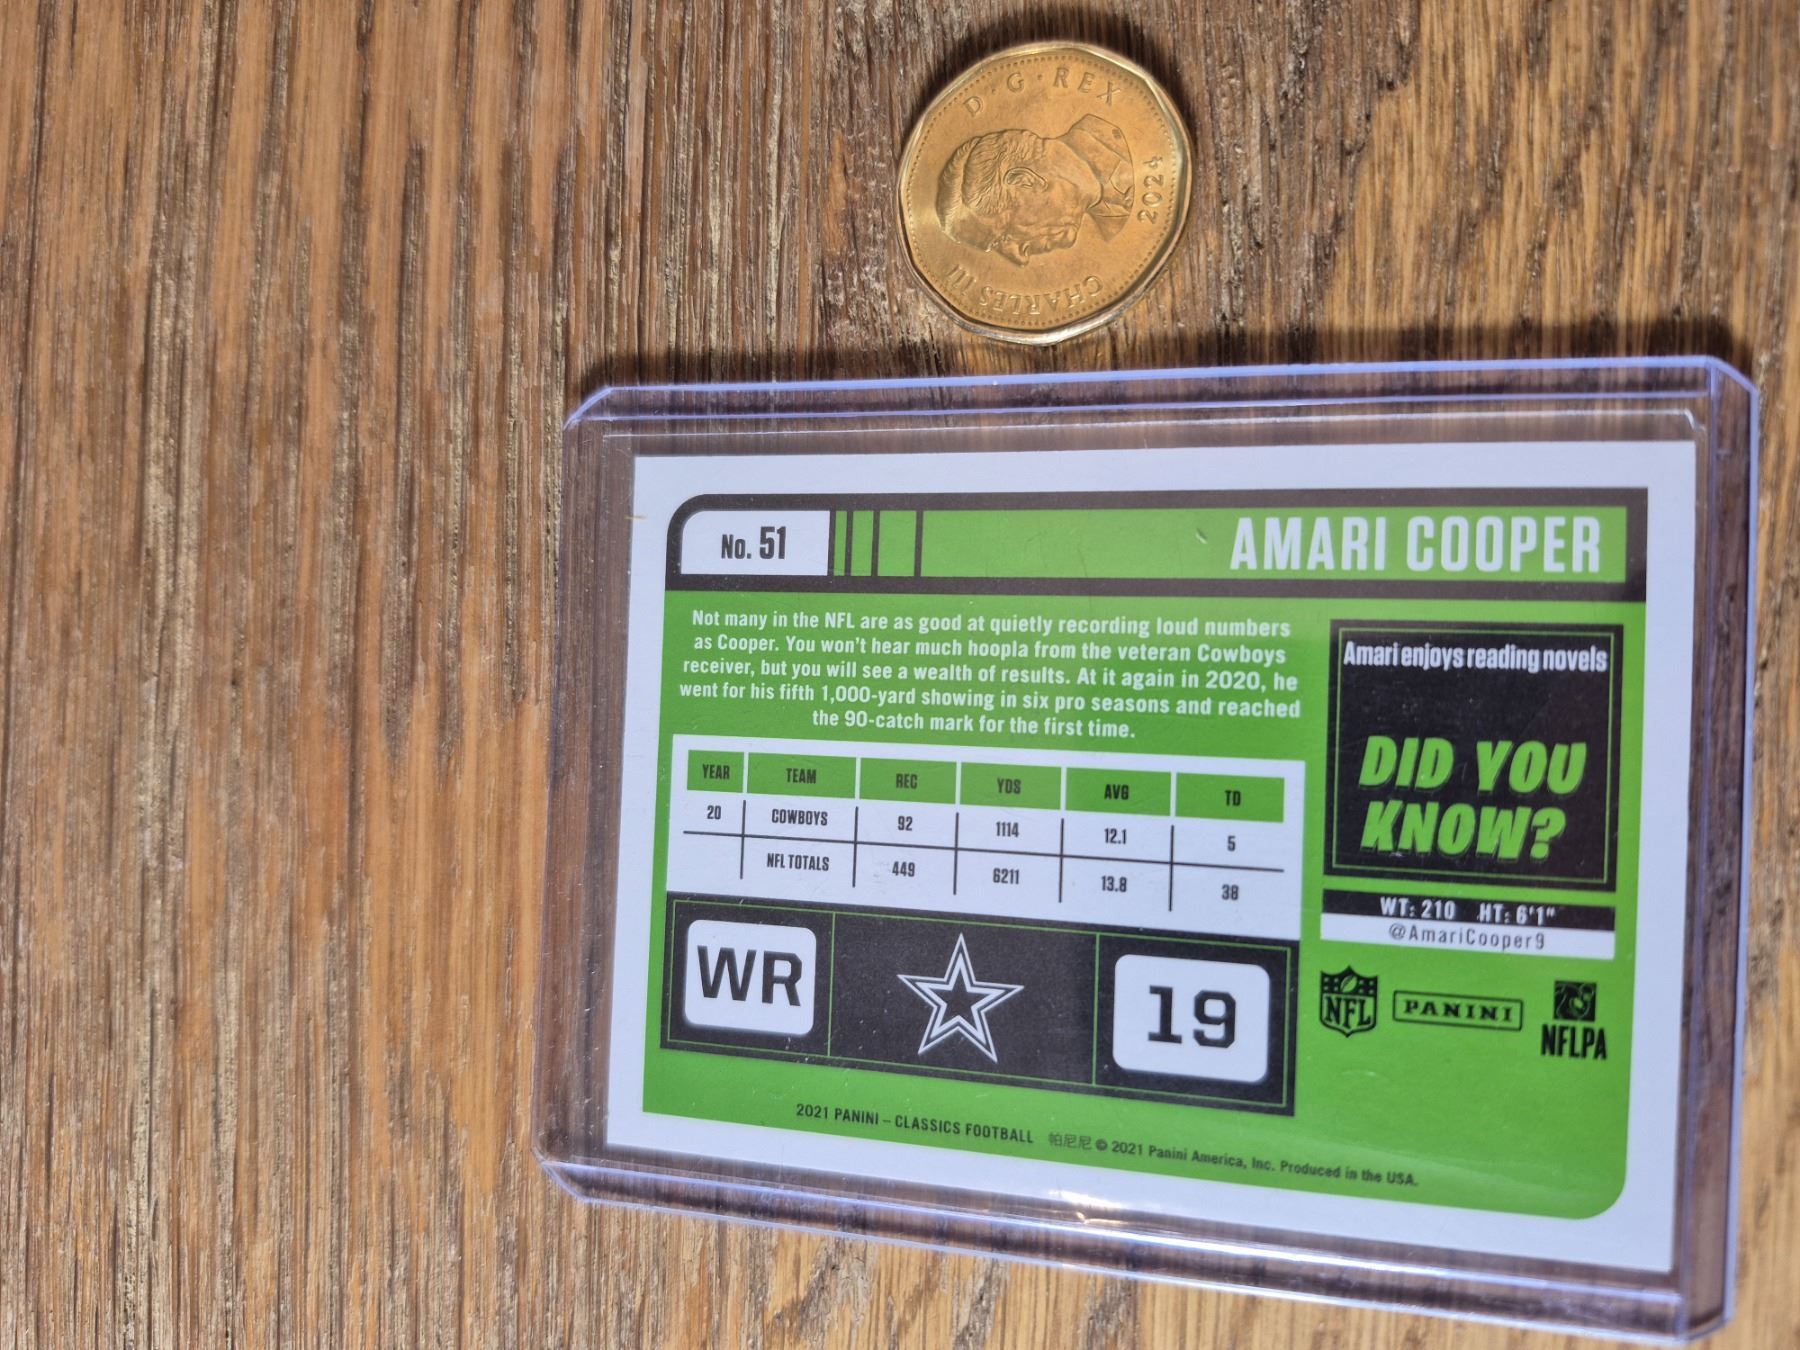 D·G·REX
2024
CHARLES III
No. 51
AMARI COOPER
Not many in the NFL are as good at quietly recording loud numbers
as Cooper. You won't hear much hoopla from the veteran Cowboys
receiver, but you will see a wealth of results. At it again in 2020, he
went for his fifth 1,000-yard showing in six pro seasons and reached
the 90-catch mark for the first time.
YEAR TEAM REC YDS AVG TD
20 COWBOYS 92 1114 12.1 5
NFL TOTALS 449 6211 13.8 38
WR
19
Amari enjoys reading novels
DID YOU
KNOW?
WT: 210 HT: 6'1"
@AmariCooper9
NFL
PANINI
NFLPA
2021 PANINI – CLASSICS FOOTBALL 帕尼尼 © 2021 Panini America, Inc. Produced in the USA.